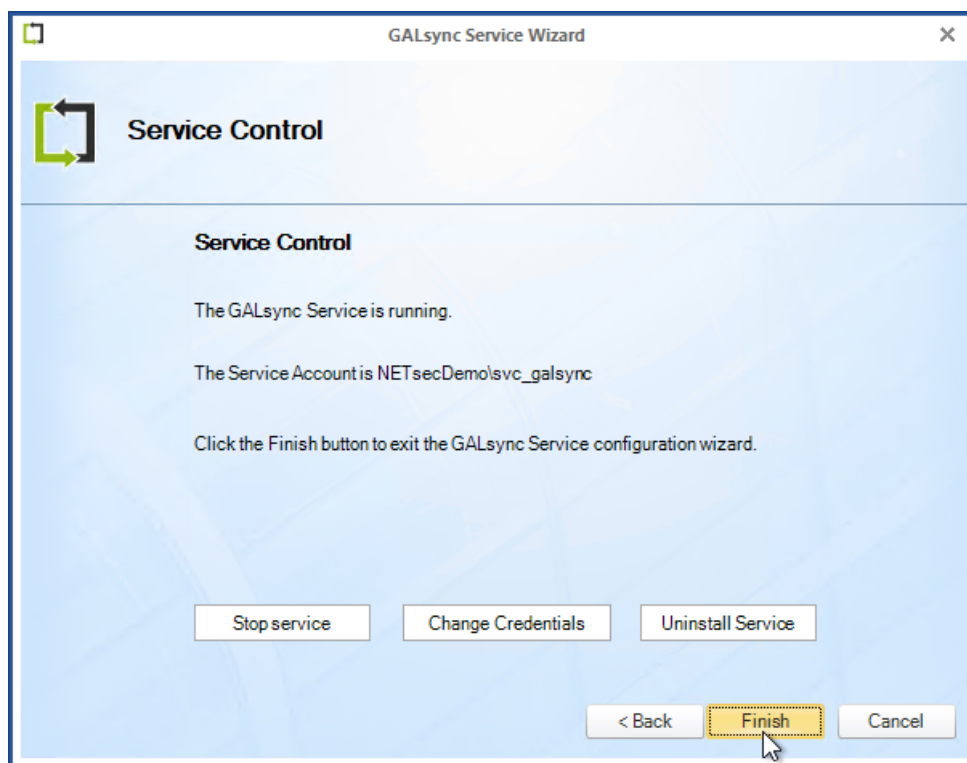 GALsync Service Wizard
Service Control
Service Control
The GALsync Service is running.
The Service Account is NETsecDemo\svc_galsync
Click the Finish button to exit the GALsync Service configuration wizard.
Stop service Change Credentials Uninstall Service
< Back Finish Cancel